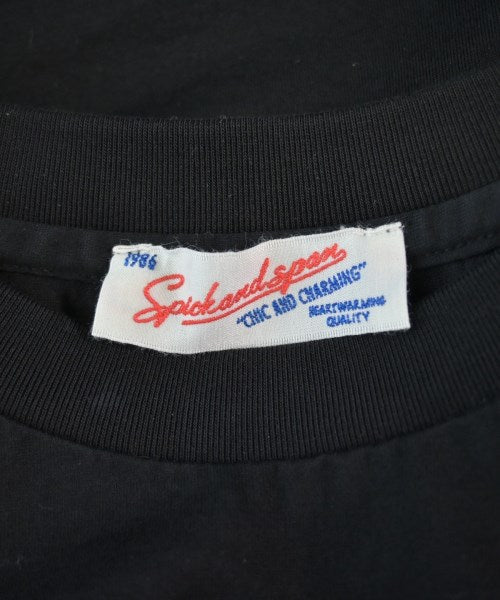 1986
Spickandspan
"CHIC AND CHARMING"
HEARTWARMING
QUALITY